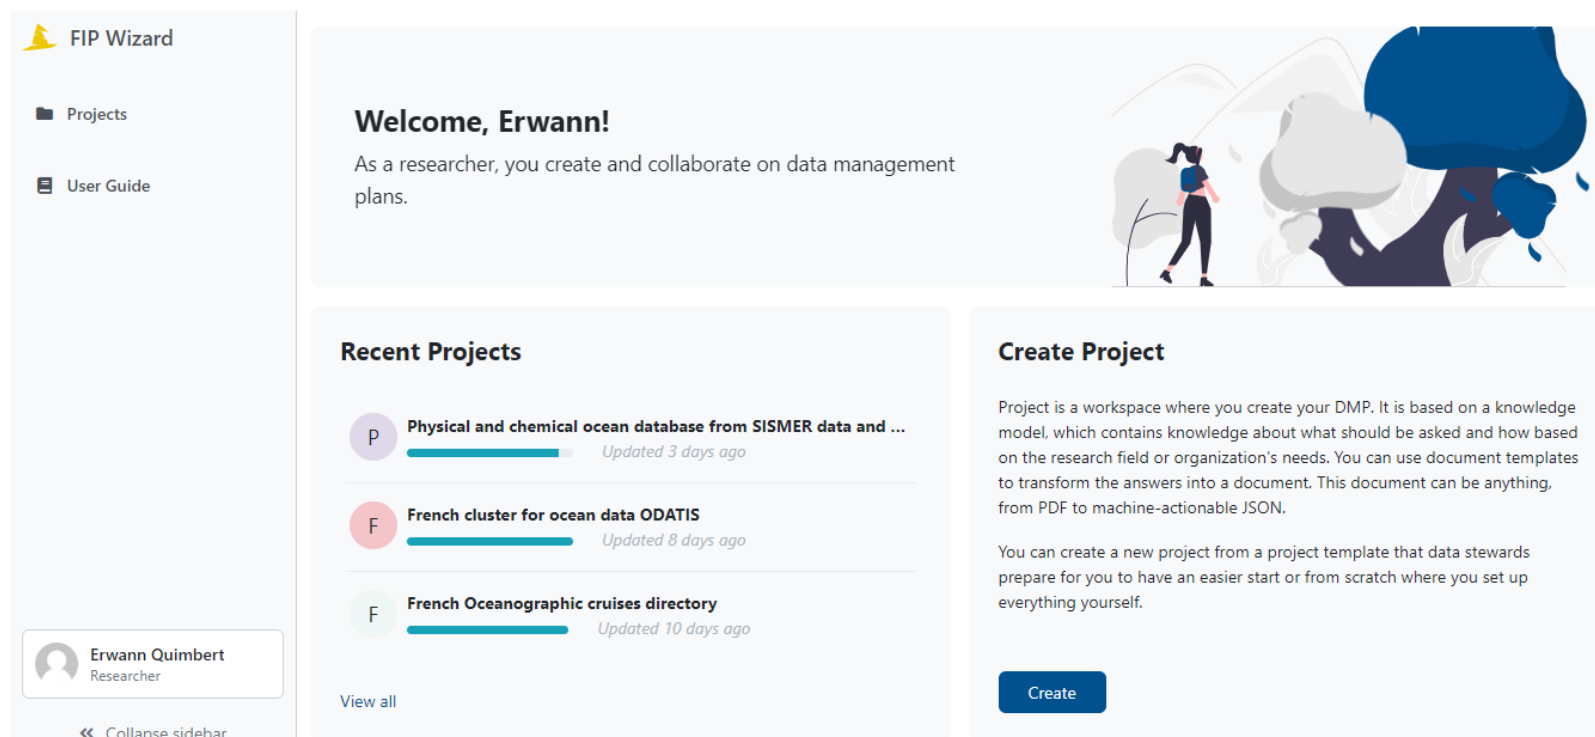 FIP Wizard
Projects
User Guide
Erwann Quimbert
Researcher
Collapse sidebar
Welcome, Erwann!
As a researcher, you create and collaborate on data management
plans.
Recent Projects
P
Physical and chemical ocean database from SISMER data and ...
Updated 3 days ago
F
French cluster for ocean data ODATIS
Updated 8 days ago
F
French Oceanographic cruises directory
Updated 10 days ago
View all
Create Project
Project is a workspace where you create your DMP. It is based on a knowledge
model, which contains knowledge about what should be asked and how based
on the research field or organization's needs. You can use document templates
to transform the answers into a document. This document can be anything,
from PDF to machine-actionable JSON.
You can create a new project from a project template that data stewards
prepare for you to have an easier start or from scratch where you set up
everything yourself.
Create